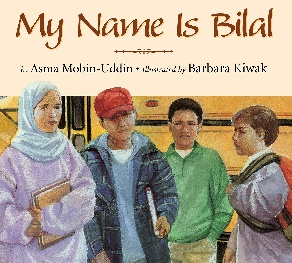 My Name Is Bilal
by Asma Mobin-Uddin • illustrated by Barbara Kiwak